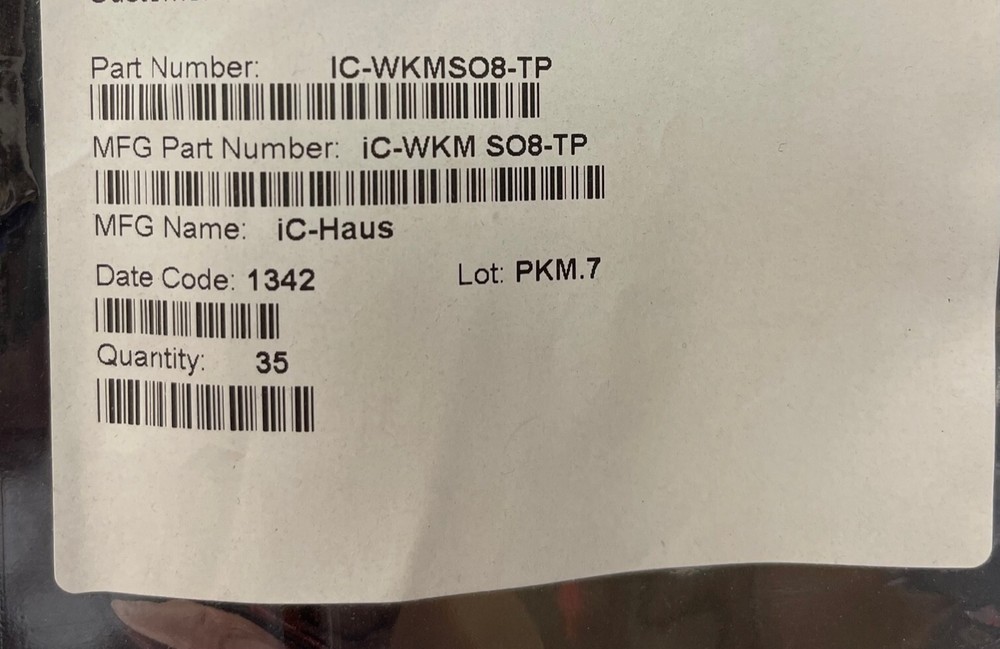 Part Number: IC-WKMSO8-TP
MFG Part Number: iC-WKM SO8-TP
MFG Name: iC-Haus
Date Code: 1342 Lot: PKM.7
Quantity: 35